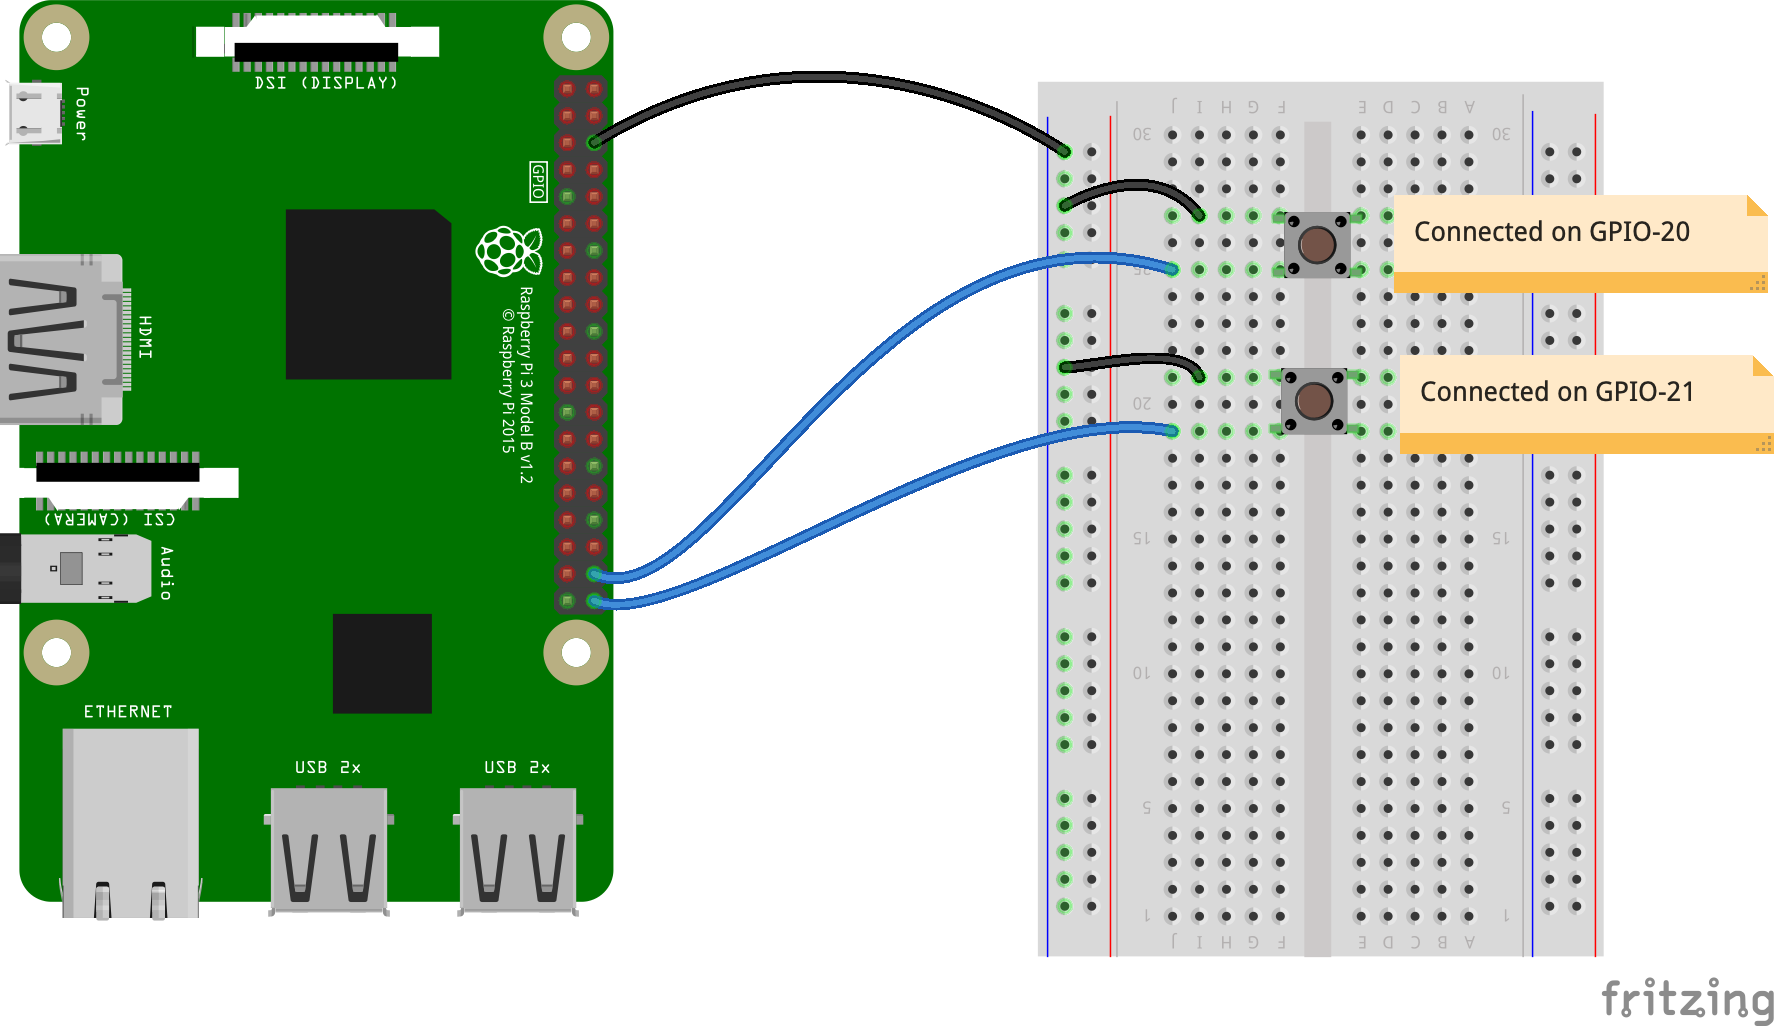 DSI (DISPLAY)
Power
GPIO
HDMI
Raspberry Pi 3 Model B v1.2
© Raspberry Pi 2015
CSI (CAMERA)
Audio
ETHERNET
USB 2x
USB 2x
J I H G F E D C B A
30 30
25
20
15 15
10 10
5 5
1 1
J I H G F E D C B A
Connected on GPIO-20
Connected on GPIO-21
fritzing